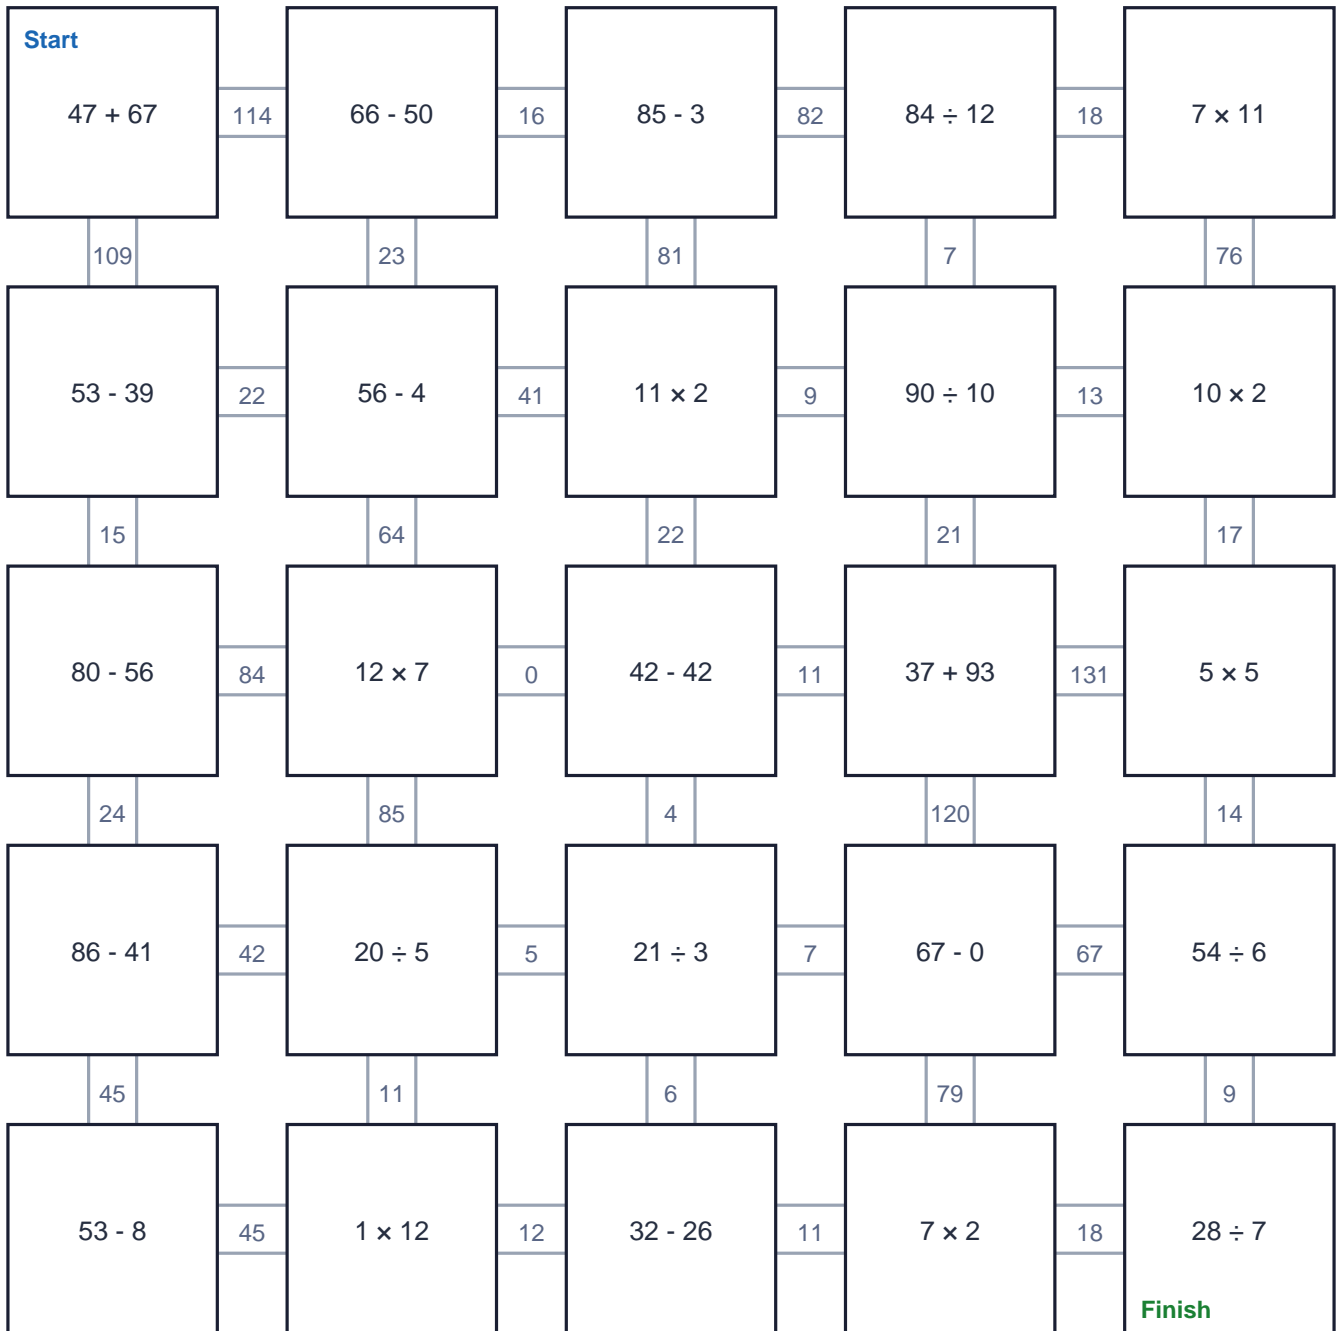 Start
47 + 67 114 66 - 50 16 85 - 3 82 84 ÷ 12 18 7 × 11
109 23 81 7 76
53 - 39 22 56 - 4 41 11 × 2 9 90 ÷ 10 13 10 × 2
15 64 22 21 17
80 - 56 84 12 × 7 0 42 - 42 11 37 + 93 131 5 × 5
24 85 4 120 14
86 - 41 42 20 ÷ 5 5 21 ÷ 3 7 67 - 0 67 54 ÷ 6
45 11 6 79 9
53 - 8 45 1 × 12 12 32 - 26 11 7 × 2 18 28 ÷ 7
Finish